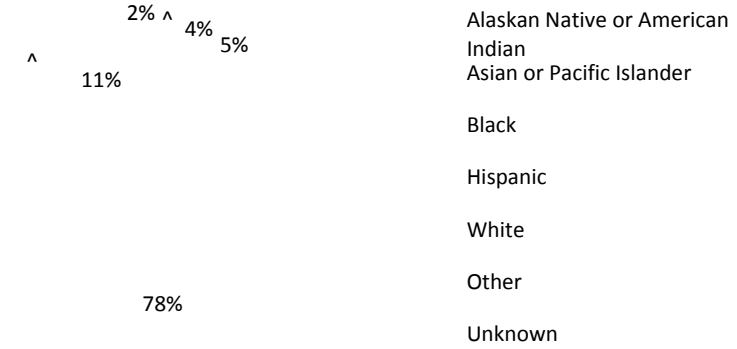 2% ^
4%
5%
^
11%
78%
Alaskan Native or American
Indian
Asian or Pacific Islander
Black
Hispanic
White
Other
Unknown